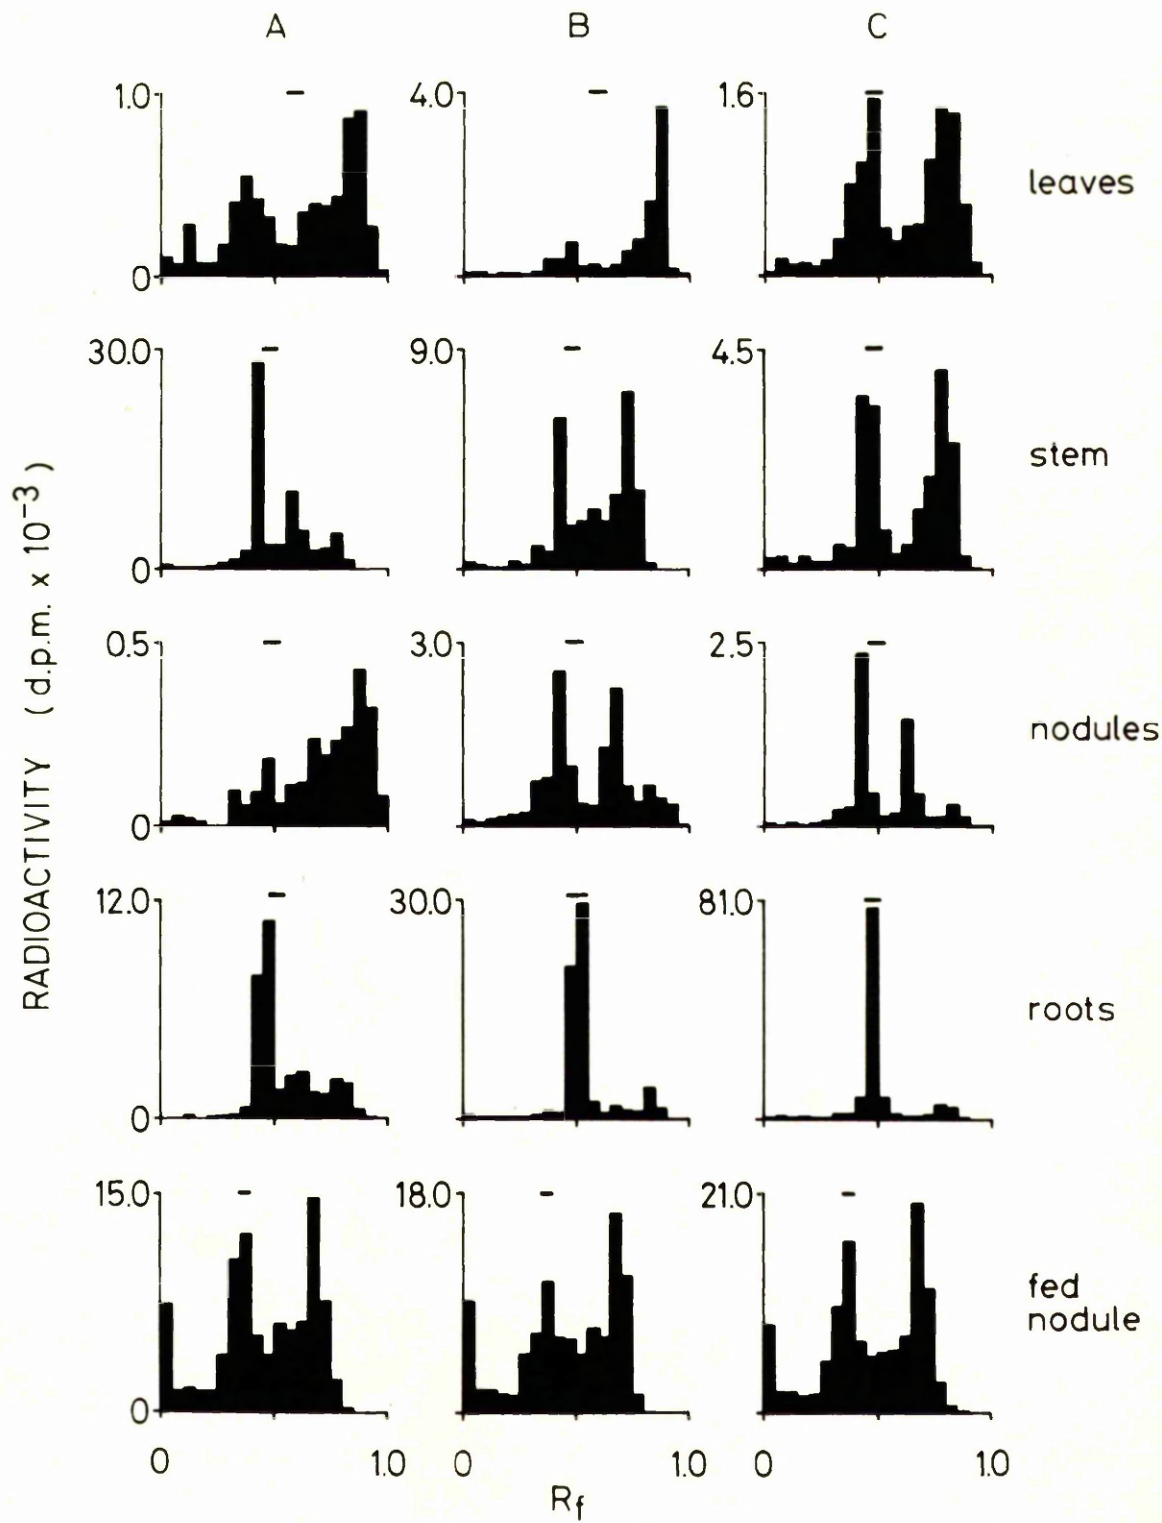 A B C
1.0 4.0 1.6 leaves
0 
30.0 9.0 4.5 stem
0
0.5 3.0 2.5 nodules
0
12.0 30.0 81.0 roots
0
15.0 18.0 21.0 fed
nodule
0
0 1.0 0 1.0 0 1.0
Rf
RADIOACTIVITY (d.p.m. x 10⁻³)